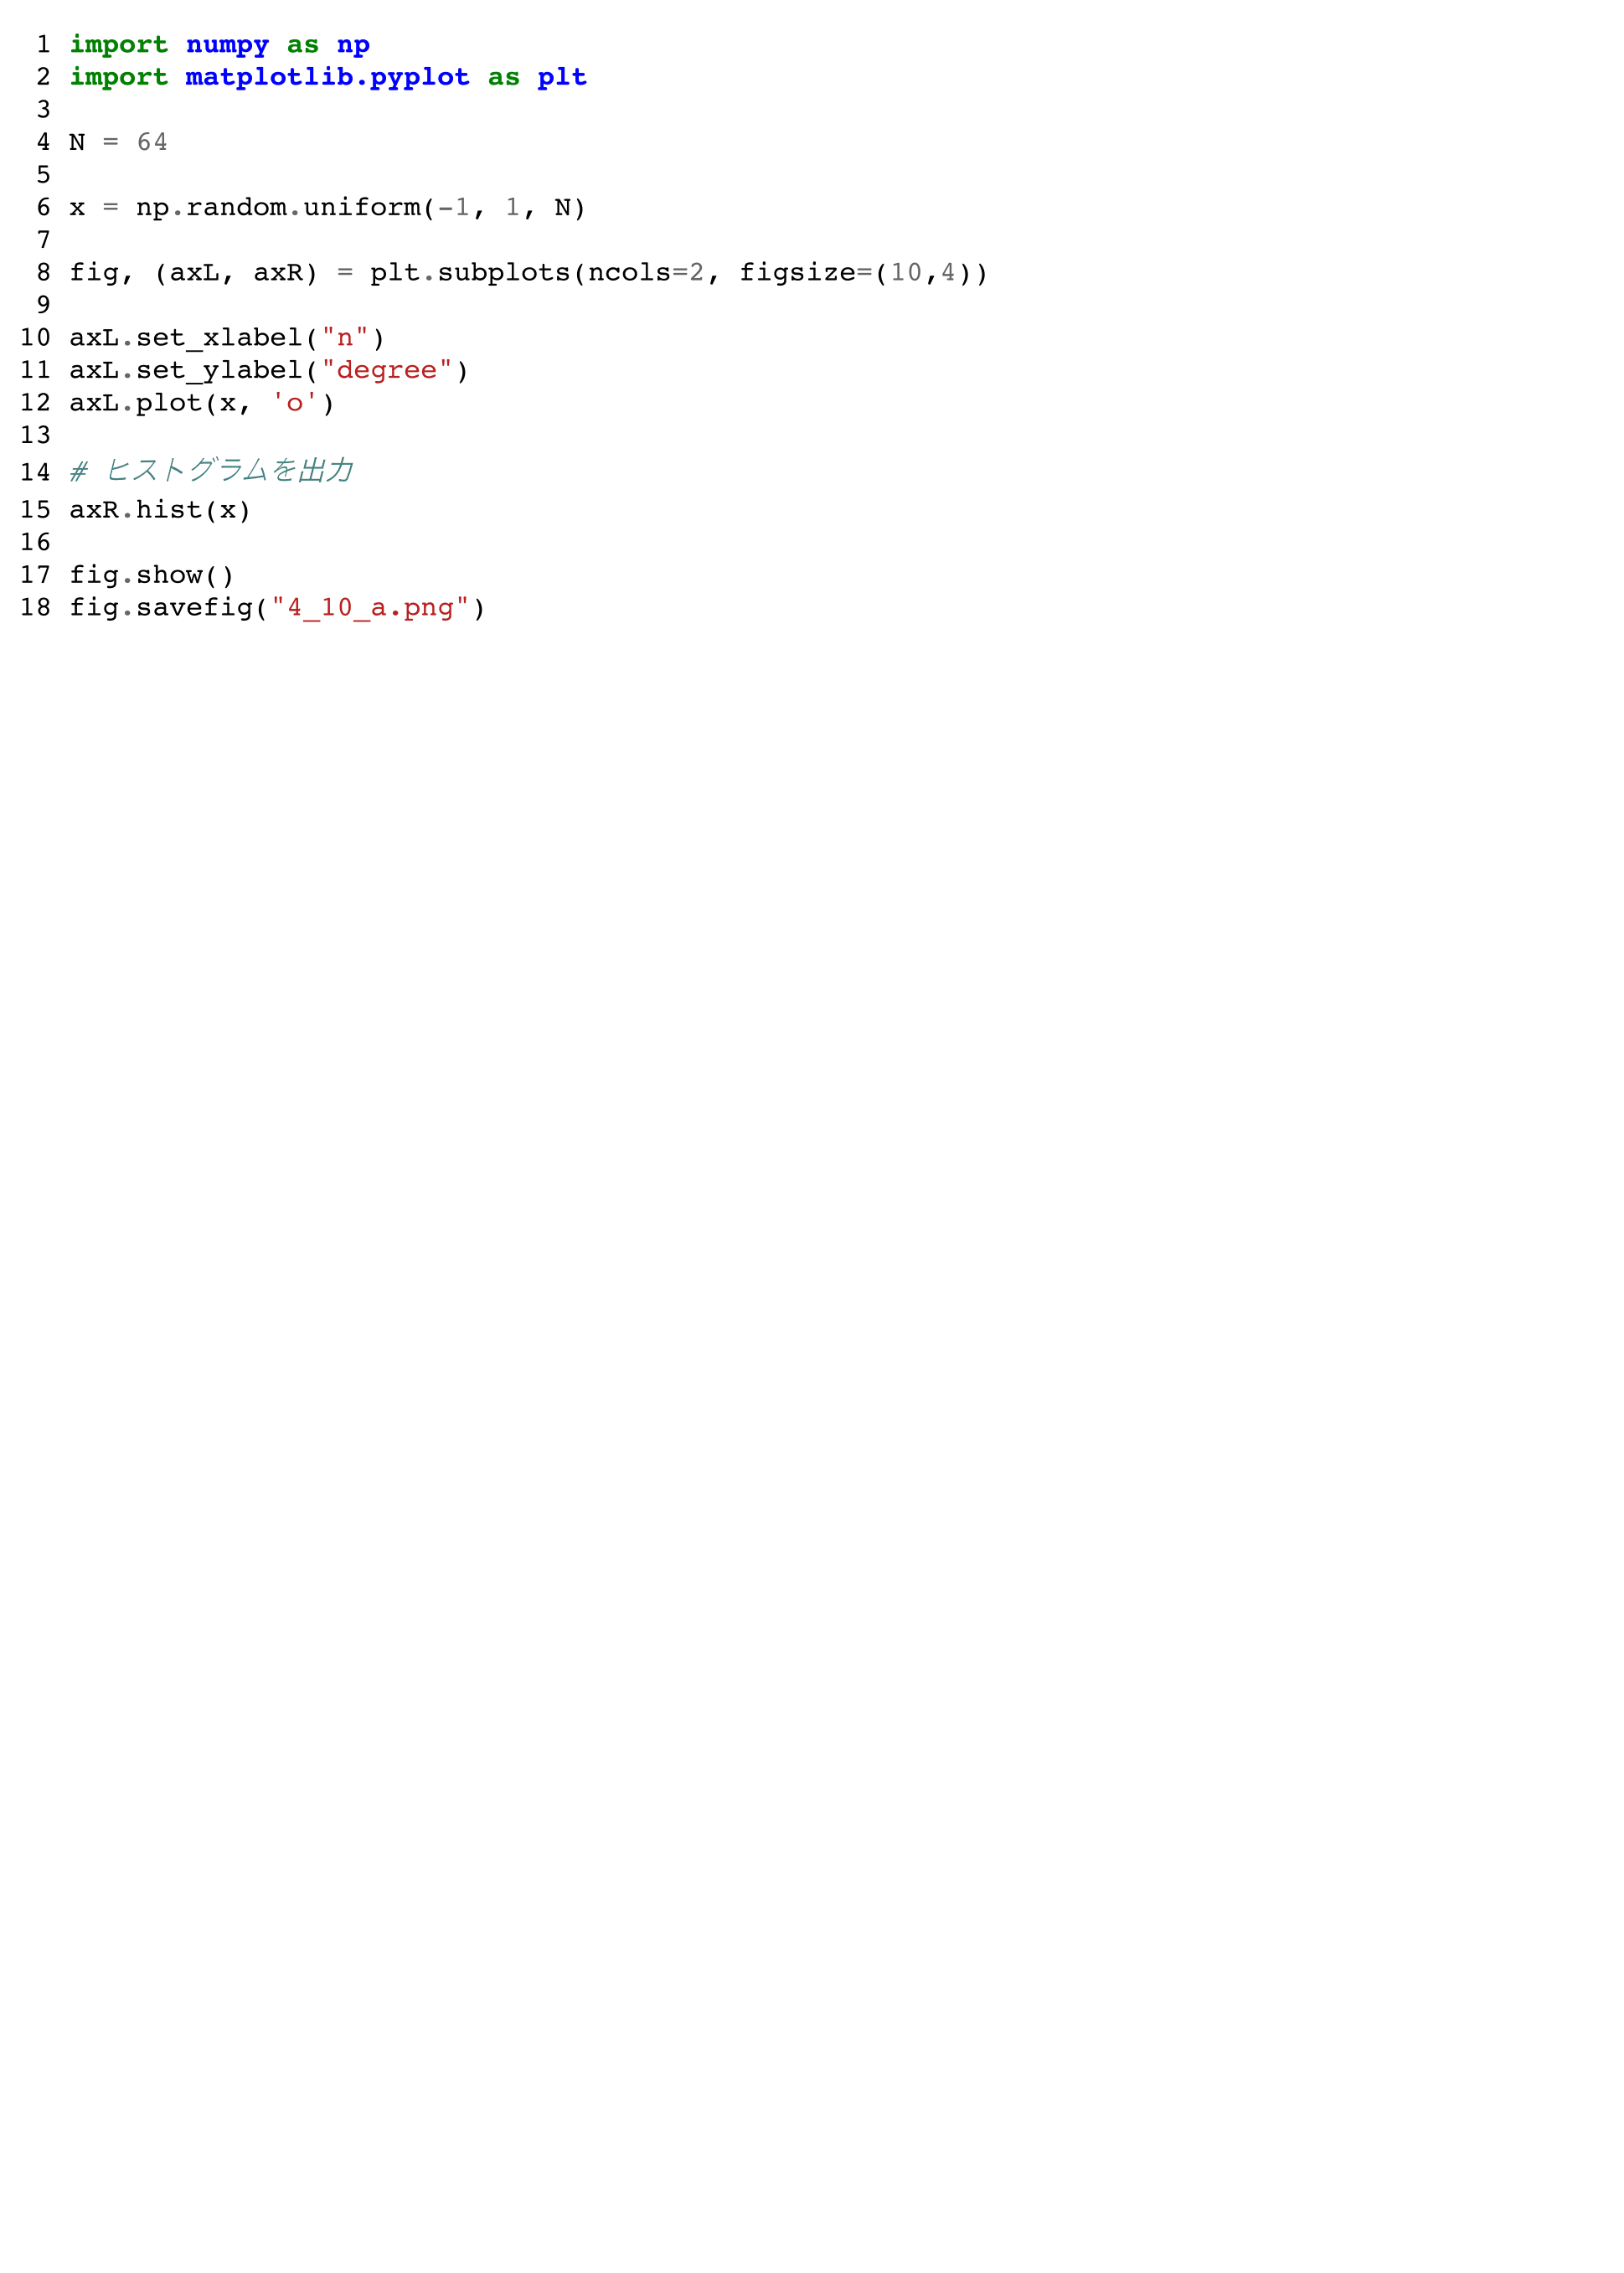 1 import numpy as np
2 import matplotlib.pyplot as plt
3
4 N = 64
5
6 x = np.random.uniform(-1, 1, N)
7
8 fig, (axL, axR) = plt.subplots(ncols=2, figsize=(10,4))
9
10 axL.set_xlabel("n")
11 axL.set_ylabel("degree")
12 axL.plot(x, 'o')
13
14 # ヒストグラムを出力
15 axR.hist(x)
16
17 fig.show()
18 fig.savefig("4_10_a.png")